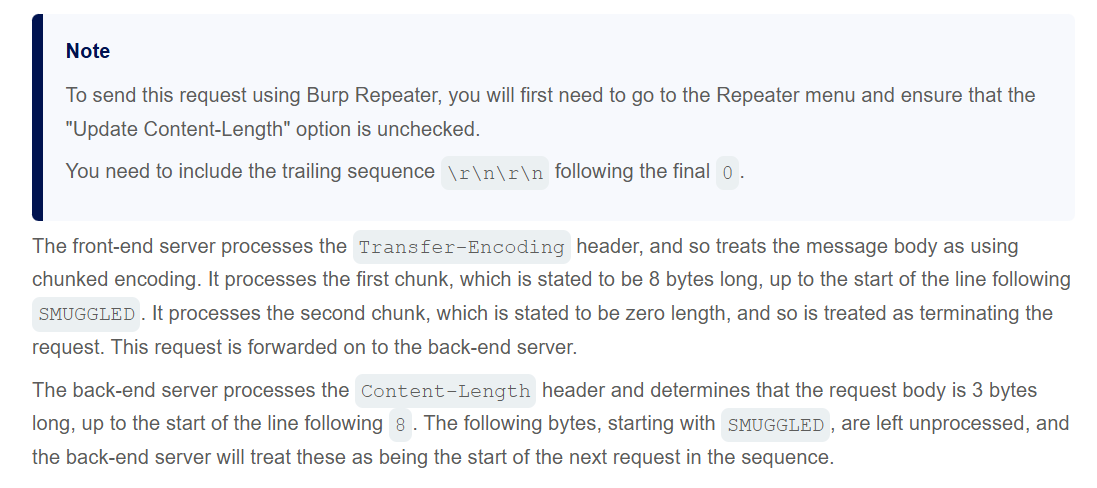 Note
To send this request using Burp Repeater, you will first need to go to the Repeater menu and ensure that the
"Update Content-Length" option is unchecked.
You need to include the trailing sequence \r\n\r\n following the final 0.
The front-end server processes the Transfer-Encoding header, and so treats the message body as using
chunked encoding. It processes the first chunk, which is stated to be 8 bytes long, up to the start of the line following
SMUGGLED. It processes the second chunk, which is stated to be zero length, and so is treated as terminating the
request. This request is forwarded on to the back-end server.
The back-end server processes the Content-Length header and determines that the request body is 3 bytes
long, up to the start of the line following 8. The following bytes, starting with SMUGGLED, are left unprocessed, and
the back-end server will treat these as being the start of the next request in the sequence.